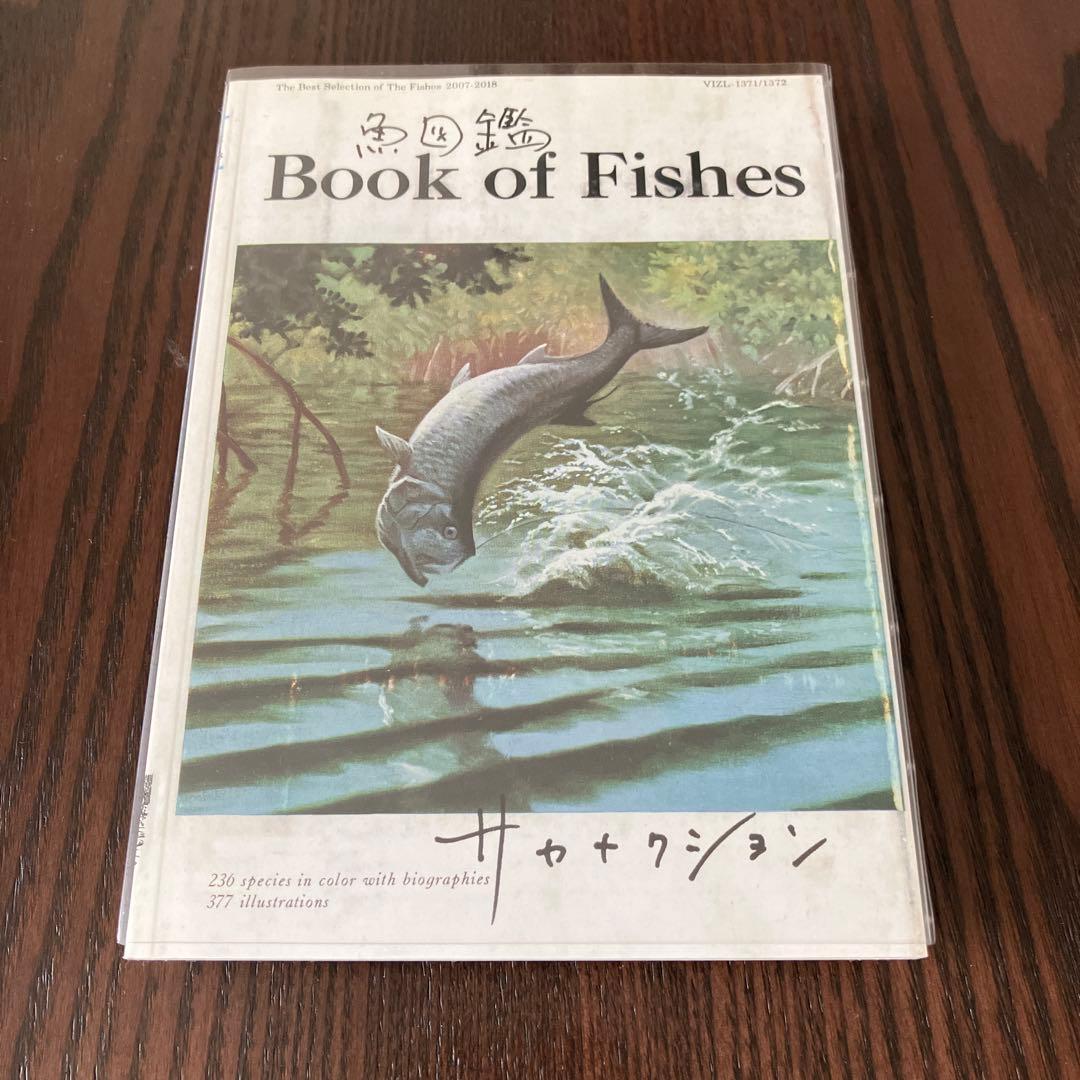 The Best Selection of The Fishes 2007-2018
VIZL-1371/1372
魚図鑑
Book of Fishes
サカナクション
236 species in color with biographies
377 illustrations